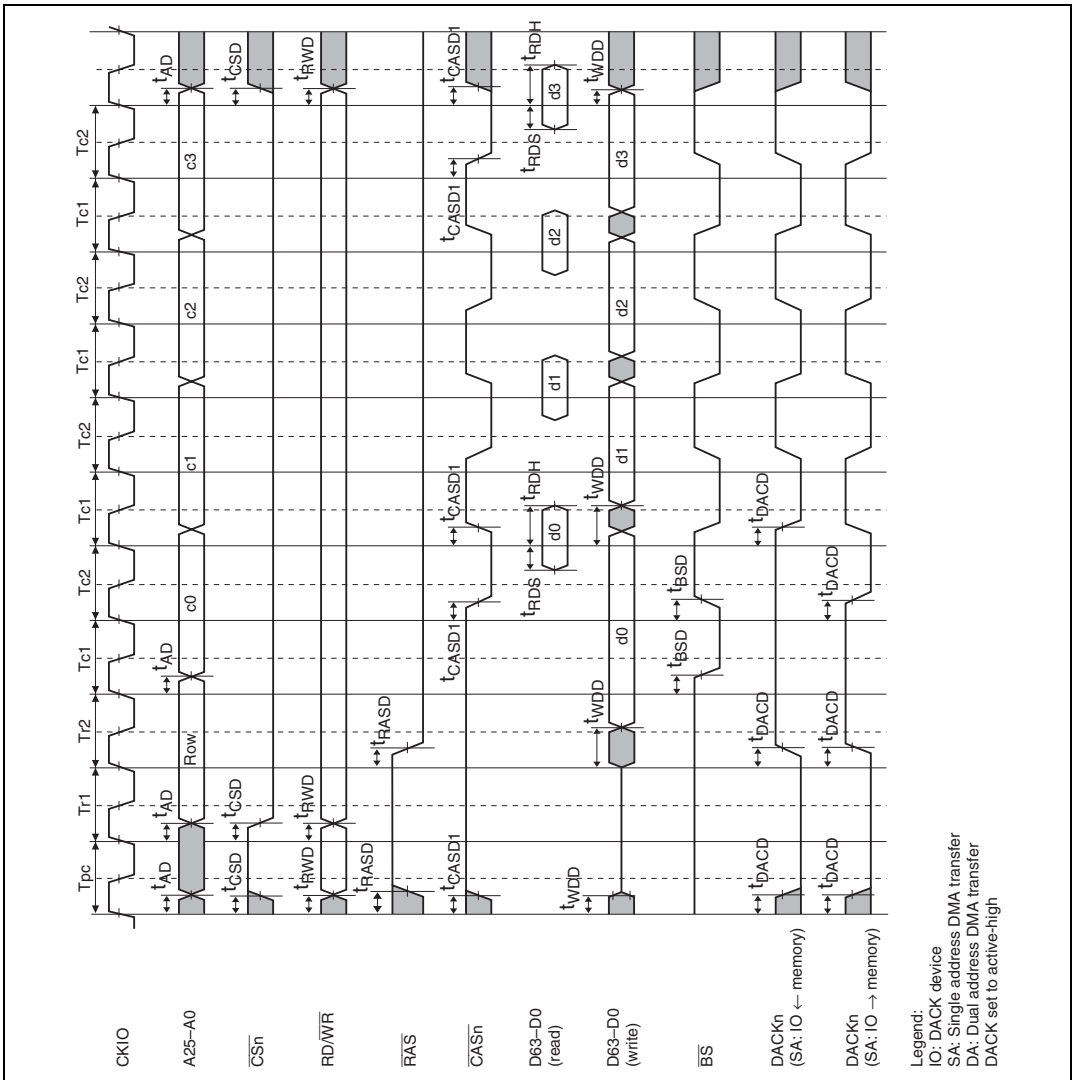 Tpc Tr1 Tr2 Tc1 Tc2 Tc1 Tc2 Tc1 Tc2 Tc1 Tc2
CKIO
tAD tAD tAD tAD
A25–A0 Row c0 c1 c2 c3
tCSD tCSD tCSD
CSn
tRWD tRWD tRWD
RD/WR
tRASD tRASD
RAS
tCASD1 tCASD1 tCASD1 tCASD1 tCASD1
CASn
tRDS tRDH tRDS tRDH
D63–D0
(read) d0 d1 d2 d3
tWDD tWDD tWDD tWDD
D63–D0
(write) d0 d1 d2 d3
tBSD tBSD
BS
tDACD tDACD tDACD
DACKn
(SA: IO ← memory)
tDACD tDACD tDACD
DACKn
(SA: IO → memory)
Legend:
IO: DACK device
SA: Single address DMA transfer
DA: Dual address DMA transfer
DACK set to active-high